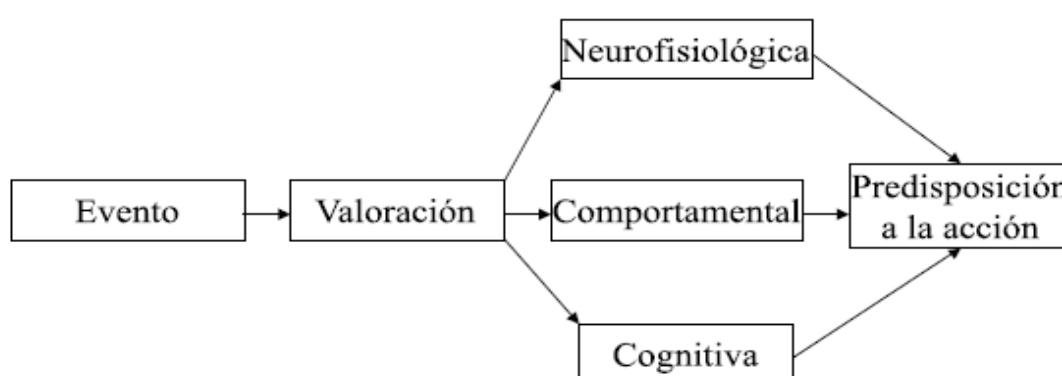 Neurofisiológica
Evento
Valoración
Comportamental
Predisposición
a la acción
Cognitiva